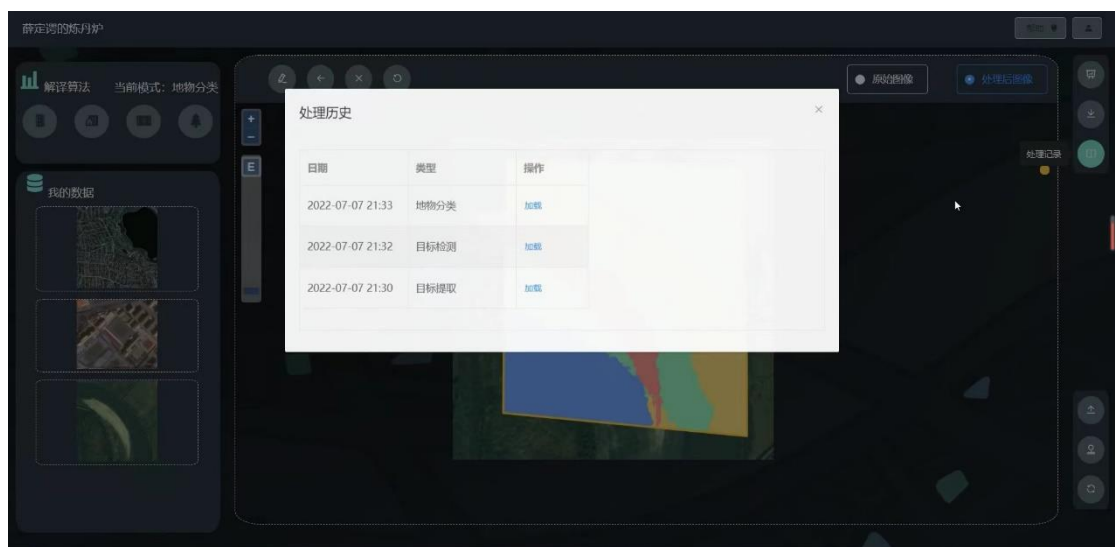 薛定谔的炼丹炉
解译算法 当前模式：地物分类
原始图像
处理后图像
处理记录
我的数据
+
−
E
处理历史
×
日期 类型 操作
2022-07-07 21:33 地物分类 加载
2022-07-07 21:32 目标检测 加载
2022-07-07 21:30 目标提取 加载